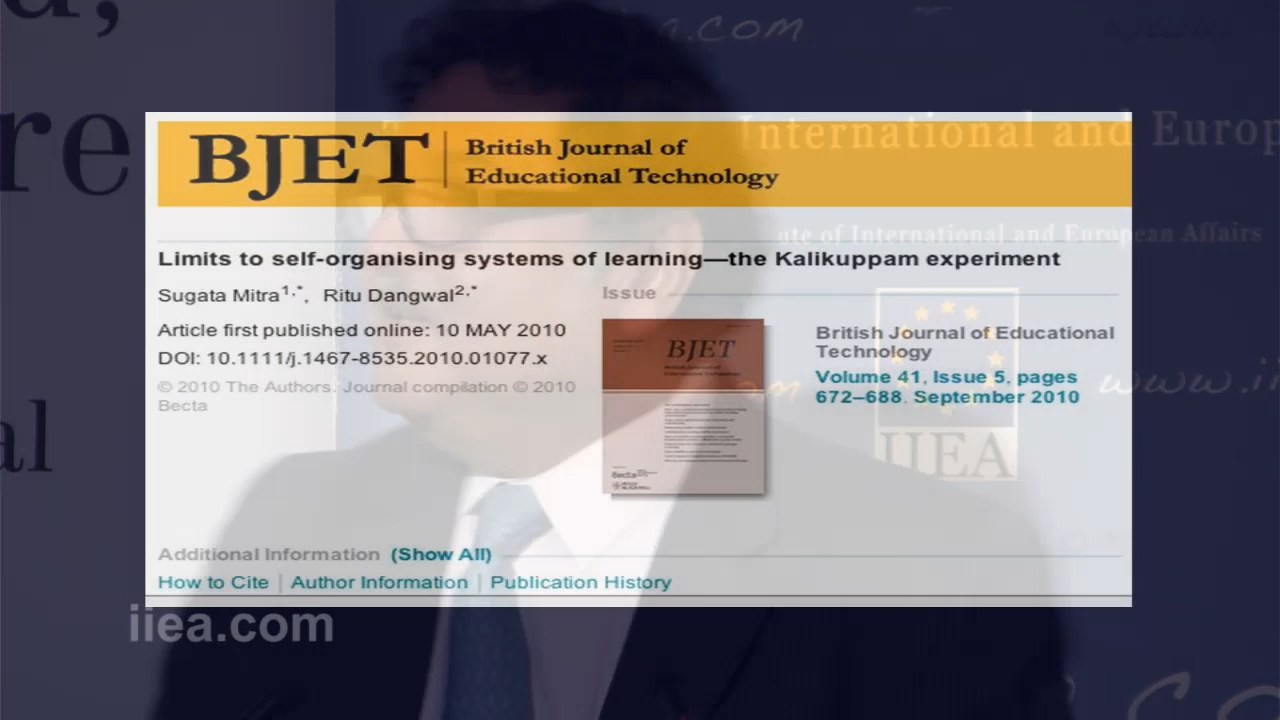 d,
a.com
re
International and Europ
BJET
British Journal of
Educational Technology
ute of International and European Affairs
Limits to self-organising systems of learning—the Kalikuppam experiment
Sugata Mitra1,*, Ritu Dangwal2,*
Issue
Article first published online: 10 MAY 2010
DOI: 10.1111/j.1467-8535.2010.01077.x
© 2010 The Authors. Journal compilation © 2010
Becta
BJET
British Journal of Educational
Technology
Volume 41, Issue 5, pages
672–688, September 2010
www.ii
al
IIEA
Becta
Additional Information (Show All)
How to Cite | Author Information | Publication History
iiea.com